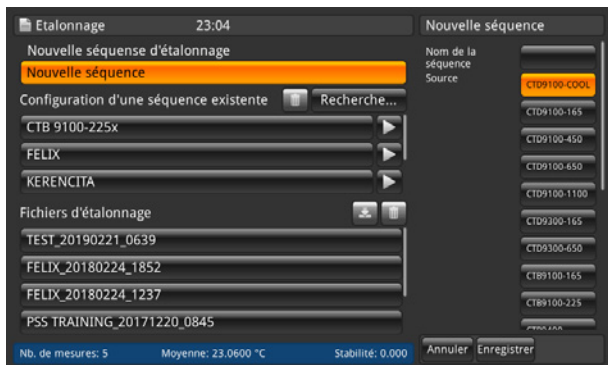 Etalonnage 23:04
Nouvelle séquense d'étalonnage
Nouvelle séquence
Configuration d'une séquence existente Recherche...
CTB 9100-225x
FELIX
KERENCITA
Fichiers d'étalonnage
TEST_20190221_0639
FELIX_20180224_1852
FELIX_20180224_1237
PSS TRAINING_20171220_0845
Nb. de mesures: 5 Moyenne: 23.0600 °C Stabilité: 0.000
Nouvelle séquence
Nom de la
séquence
Source
CTD9100-COOL
CTD9100-165
CTD9100-450
CTD9100-650
CTD9100-1100
CTD9300-165
CTD9300-650
CTB9100-165
CTB9100-225
Annuler Enregistrer